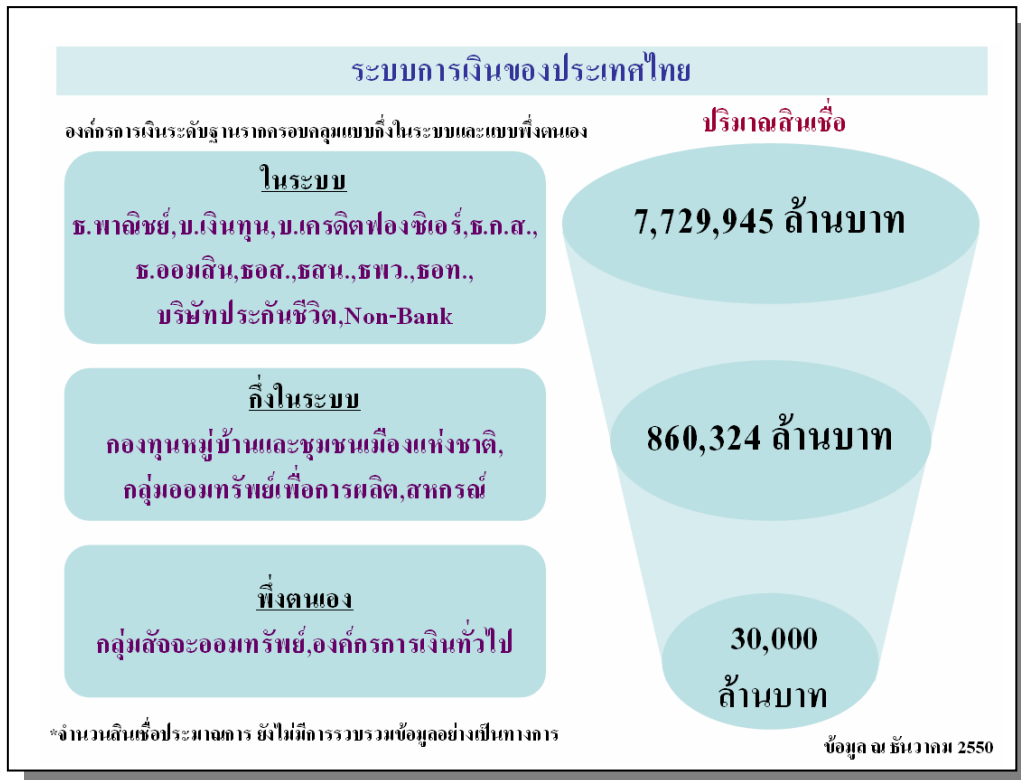 ระบบการเงินของประเทศไทย
องค์กรการเงินระดับฐานรากครอบคลุมแบบกึ่งในระบบและแบบพึ่งตนเอง
ปริมาณสินเชื่อ
ในระบบ
ธ.พาณิชย์,บ.เงินทุน,บ.เครดิตฟองซิเอร์,ธ.ก.ส.,
ธ.ออมสิน,ธอส.,ธสน.,ธพว.,ธอท.,
บริษัทประกันชีวิต,Non-Bank
7,729,945 ล้านบาท
กึ่งในระบบ
กองทุนหมู่บ้านและชุมชนเมืองแห่งชาติ,
กลุ่มออมทรัพย์เพื่อการผลิต,สหกรณ์
860,324 ล้านบาท
พึ่งตนเอง
กลุ่มสัจจะออมทรัพย์,องค์กรการเงินทั่วไป
30,000
ล้านบาท
*จำนวนสินเชื่อประมาณการ ยังไม่มีการรวบรวมข้อมูลอย่างเป็นทางการ
ข้อมูล ณ ธันวาคม 2550